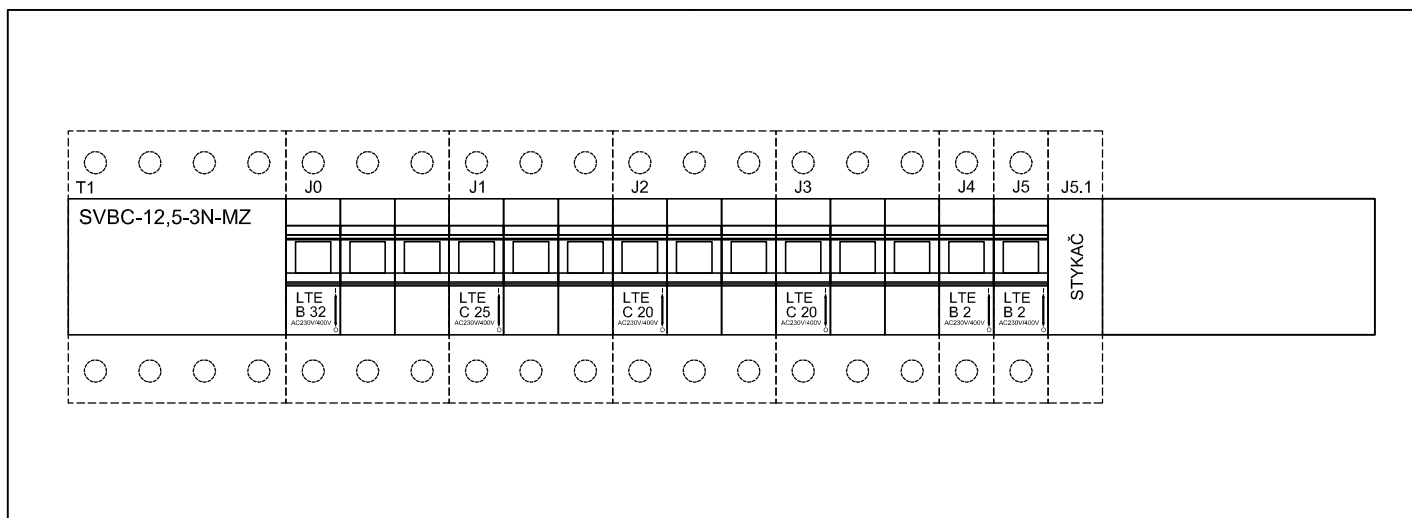 T1 J0 J1 J2 J3 J4 J5 J5.1
SVBC-12,5-3N-MZ
STYKAČ
LTE LTE LTE LTE LTE LTE
B 32 C 25 C 20 C 20 B 2 B 2
AC230V/400V AC230V/400V AC230V/400V AC230V/400V AC230V/400V AC230V/400V